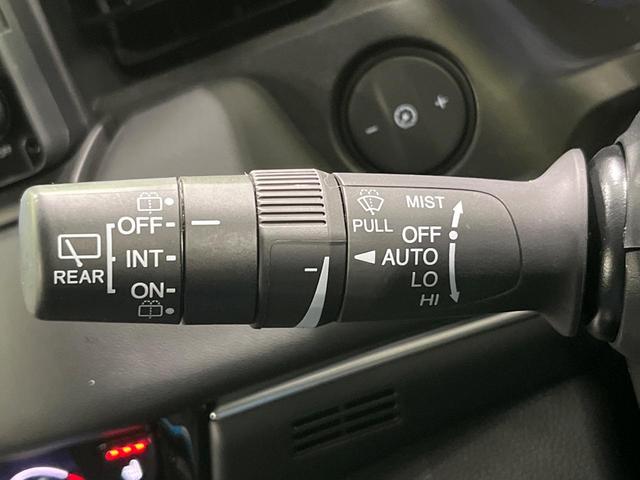 REAR
OFF
INT
ON
PULL
MIST
OFF
AUTO
LO
HI